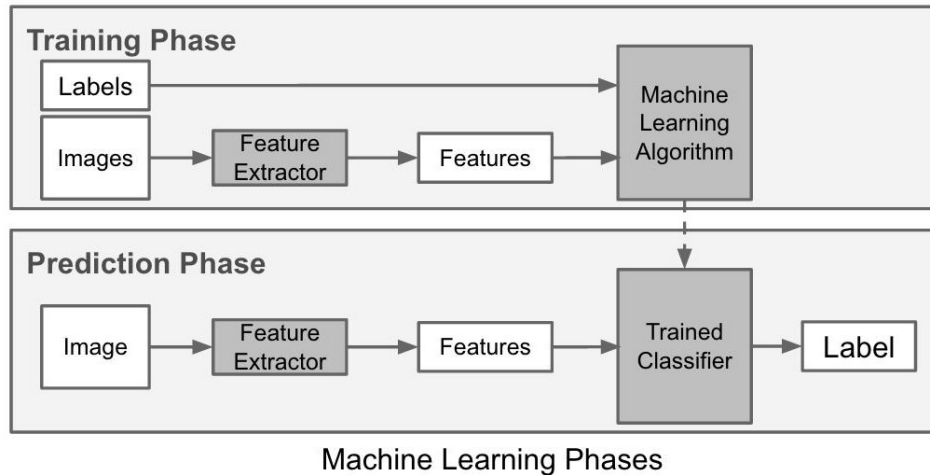 Training Phase
Labels
Images
Feature
Extractor
Features
Machine
Learning
Algorithm
Prediction Phase
Image
Feature
Extractor
Features
Trained
Classifier
Label
Machine Learning Phases